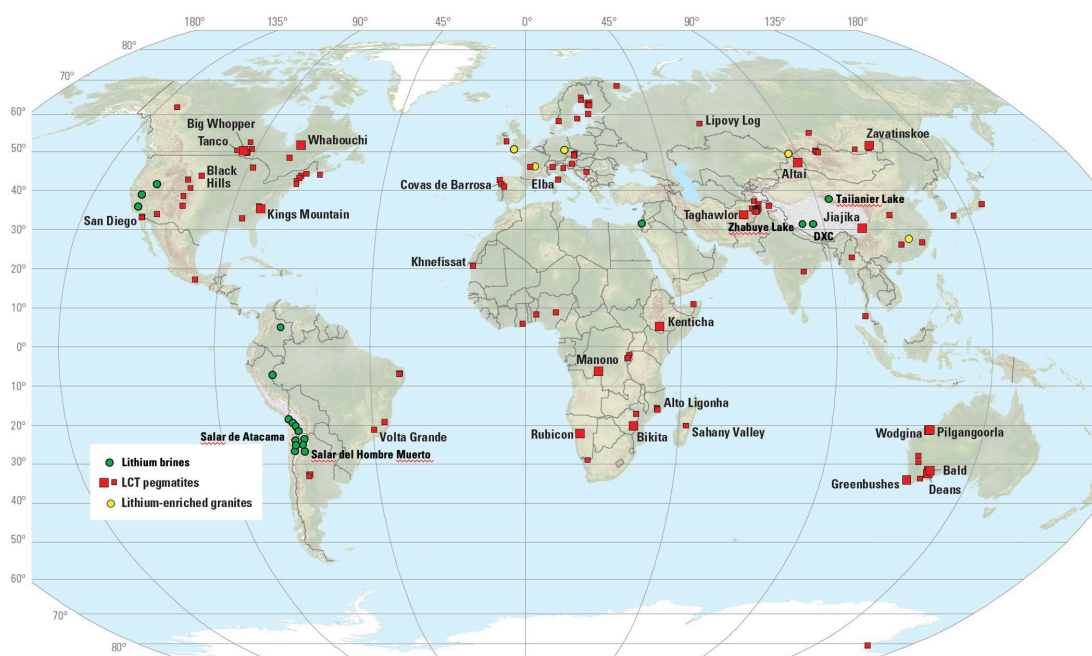 180° 135° 90° 0° 45° 90° 135° 180°
80°
70°
60°
50°
40°
30°
20°
10°
0°
10°
20°
30°
40°
50°
60°
70°
80°
Big Whopper
Tanco
Whabouchi
Black
Hills
San Diego
Kings Mountain
Covas de Barrosa
Elba
Lipovy Log
Zavatinskoe
Altai
Taghawlor
Taiianier Lake
Zhabuye Lake
Jiajika
DXC
Khnefissat
Kenticha
Manono
Alto Ligonha
Rubicon
Bikita
Sahany Valley
Volta Grande
Salar de Atacama
Salar del Hombre Muerto
Wodgina
Pilgangoorla
Bald
Greenbushes
Deans
Lithium brines
LCT pegmatites
Lithium-enriched granites